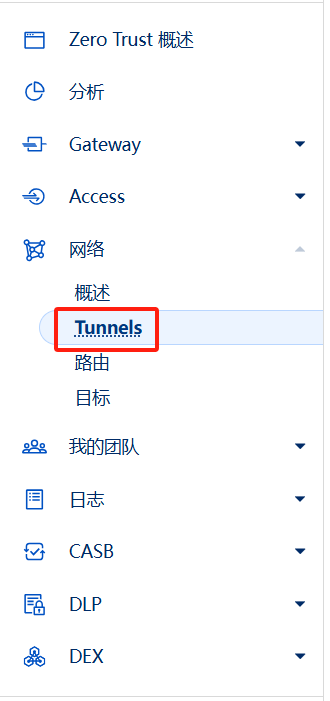 Zero Trust 概述
分析
Gateway
Access
网络
概述
Tunnels
路由
目标
我的团队
日志
CASB
DLP
DEX